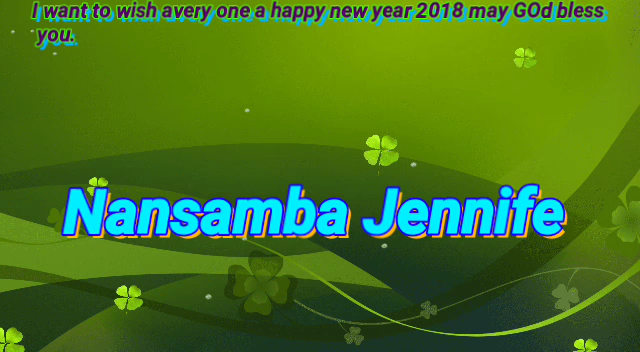 I want to wish avery one a happy new year 2018 may GOd bless
you.
Nansamba Jennife